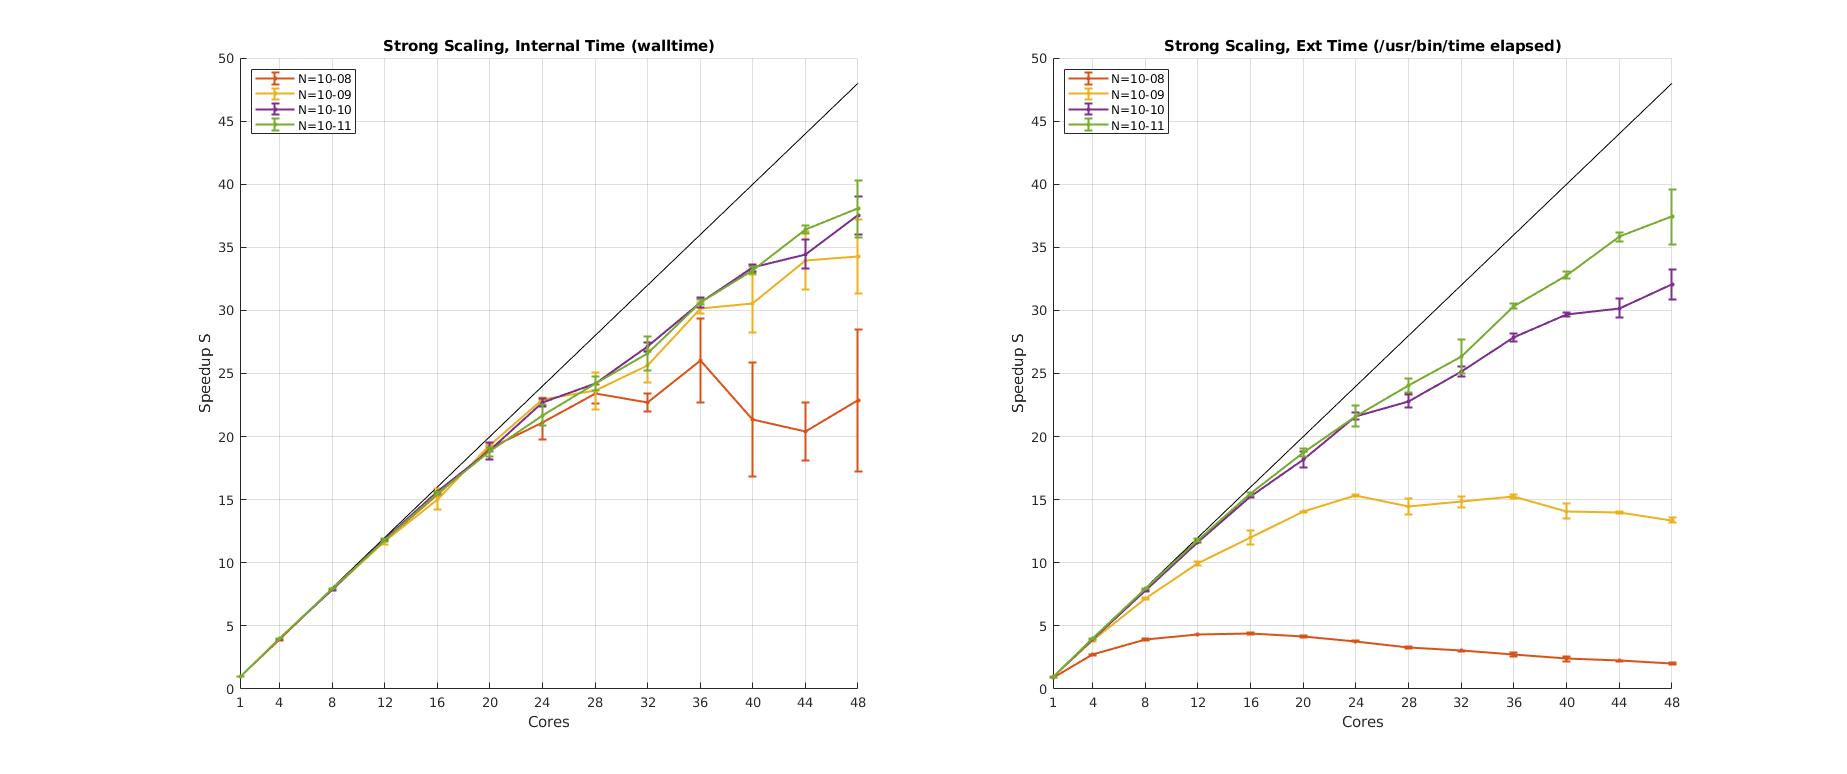 Strong Scaling, Internal Time (walltime)
50
45
40
35
30
25
20
15
10
5
0
Speedup S
N=10-08
N=10-09
N=10-10
N=10-11
1 4 8 12 16 20 24 28 32 36 40 44 48
Cores
Strong Scaling, Ext Time (/usr/bin/time elapsed)
50
45
40
35
30
25
20
15
10
5
0
Speedup S
N=10-08
N=10-09
N=10-10
N=10-11
1 4 8 12 16 20 24 28 32 36 40 44 48
Cores